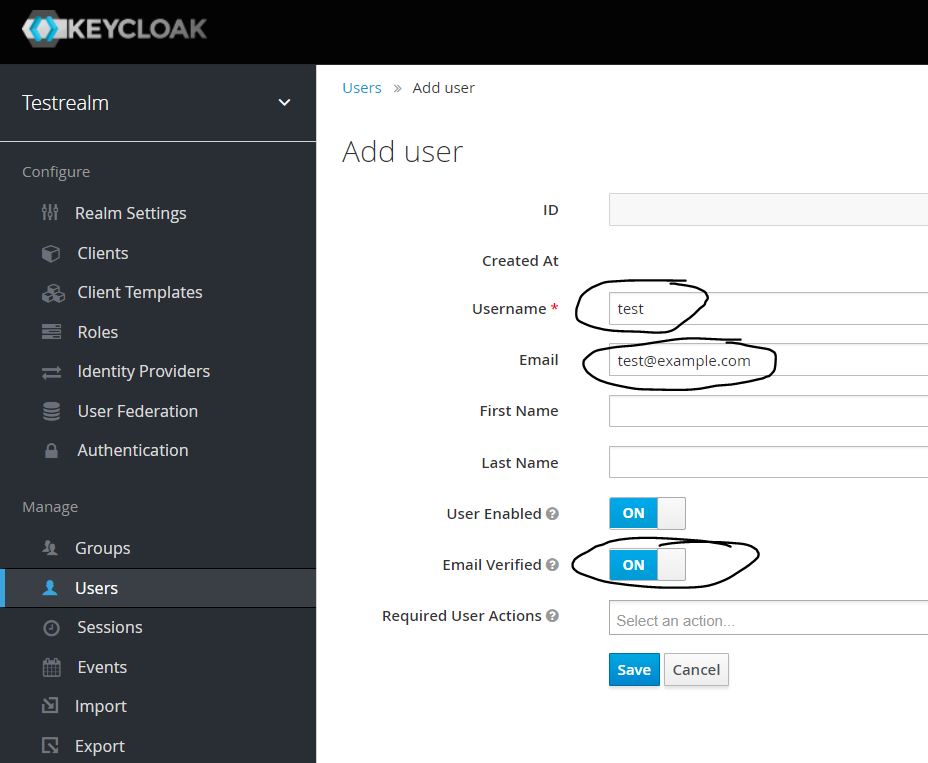 KEYCLOAK
Testrealm
Configure
Realm Settings
Clients
Client Templates
Roles
Identity Providers
User Federation
Authentication
Manage
Groups
Users
Sessions
Events
Import
Export
Users » Add user
Add user
ID
Created At
Username * test
Email test@example.com
First Name
Last Name
User Enabled ? ON
Email Verified ? ON
Required User Actions ? Select an action...
Save Cancel